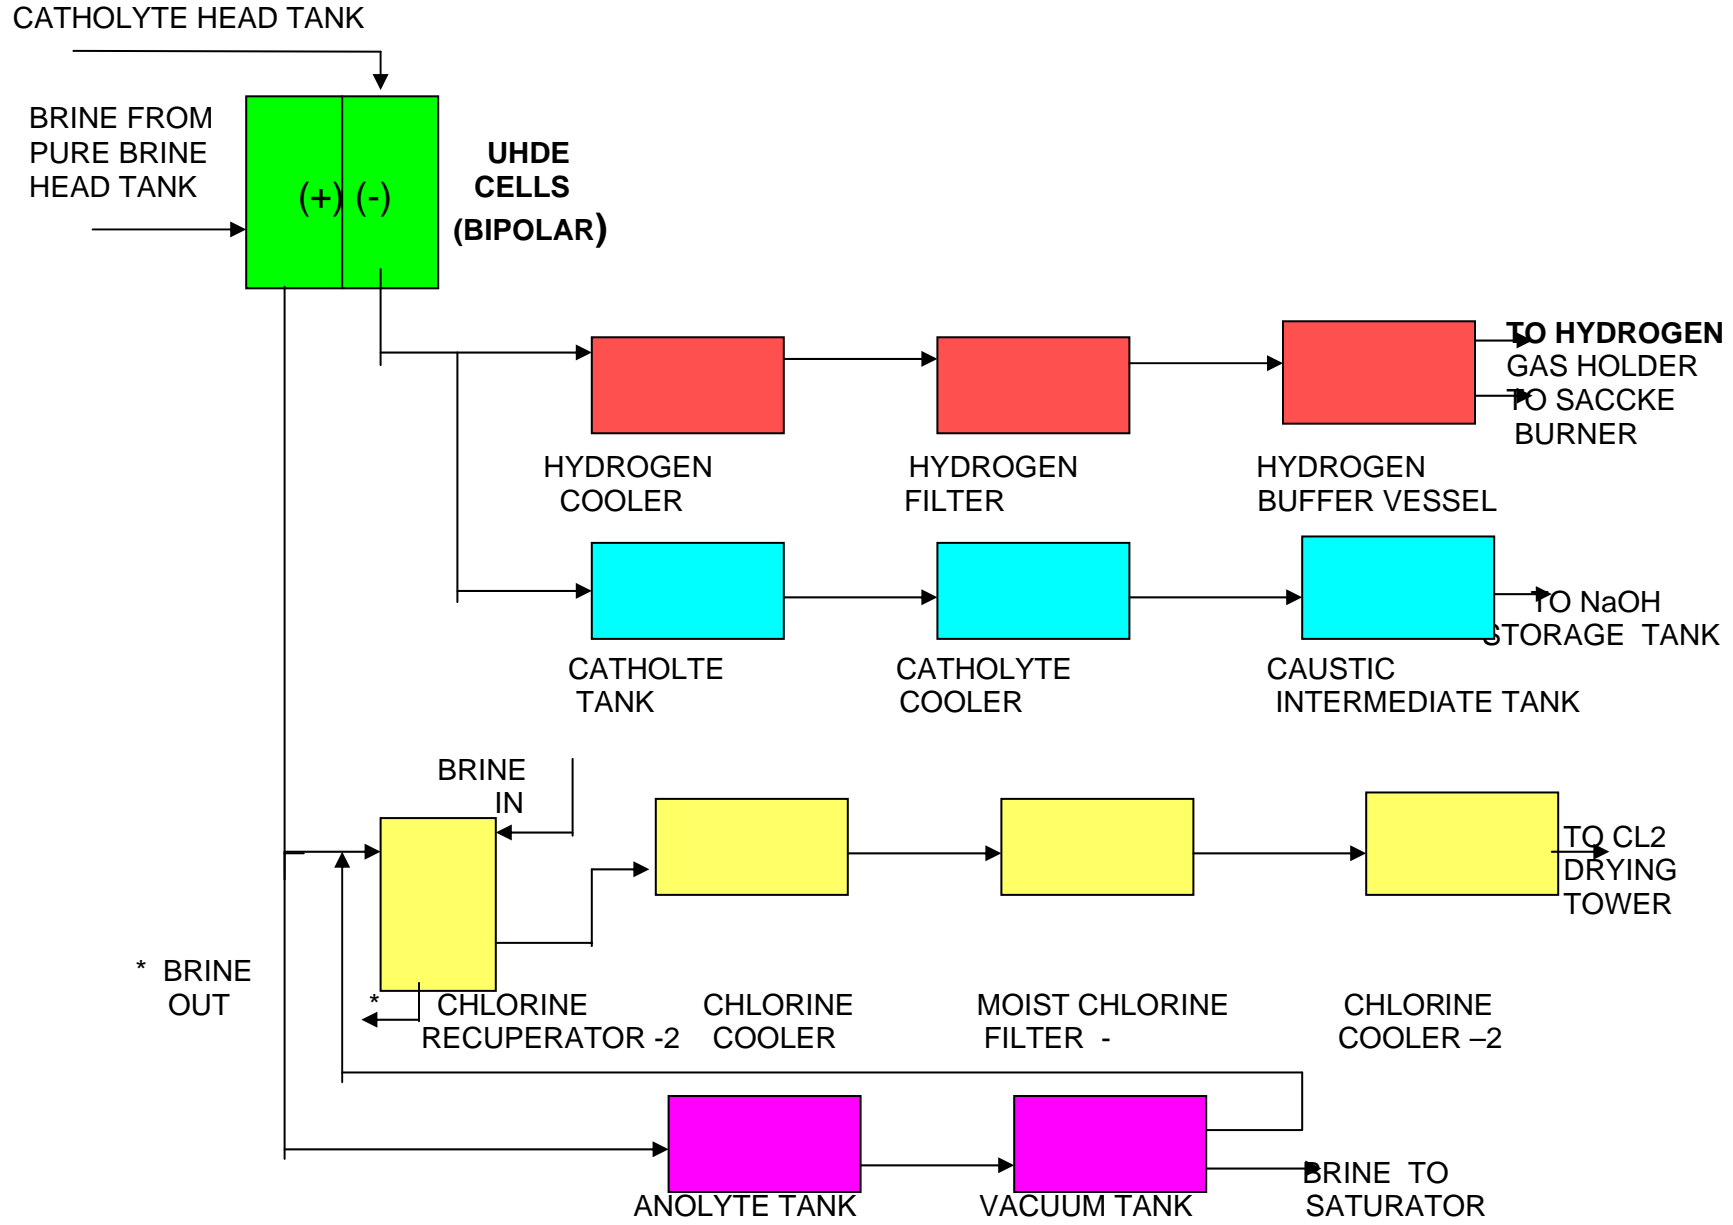 CATHOLYTE HEAD TANK
BRINE FROM
PURE BRINE
HEAD TANK
(+) (-)
UHDE
CELLS
(BIPOLAR)
TO HYDROGEN
GAS HOLDER
TO SACCKE
BURNER
HYDROGEN
COOLER
HYDROGEN
FILTER
HYDROGEN
BUFFER VESSEL
TO NaOH
STORAGE TANK
CATHOLTE
TANK
CATHOLYTE
COOLER
CAUSTIC
INTERMEDIATE TANK
BRINE
IN
TO CL2
DRYING
TOWER
* BRINE
OUT
*
CHLORINE
RECUPERATOR -2
CHLORINE
COOLER
MOIST CHLORINE
FILTER -
CHLORINE
COOLER –2
ANOLYTE TANK
VACUUM TANK
BRINE TO
SATURATOR